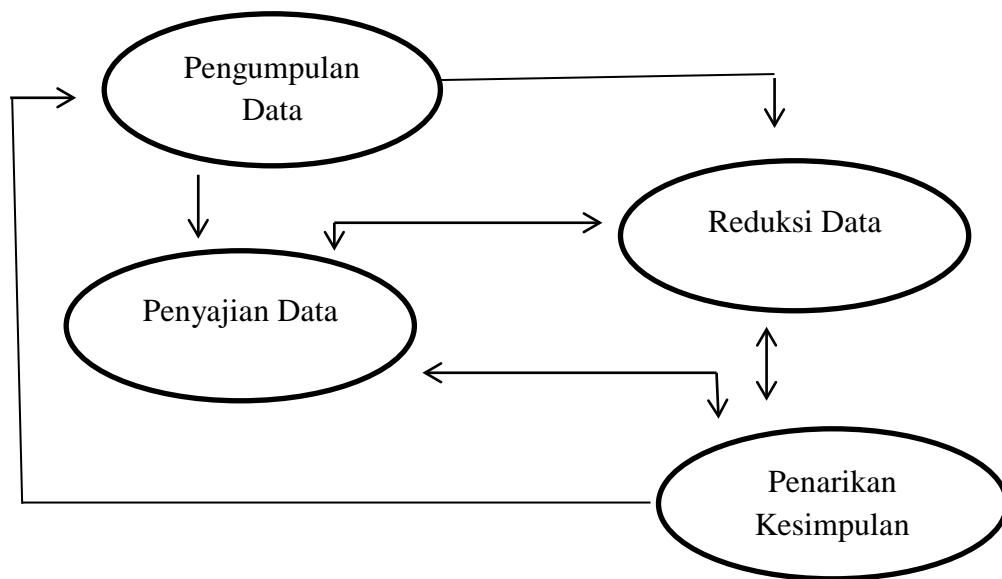 Pengumpulan
Data
Reduksi Data
Penyajian Data
Penarikan
Kesimpulan